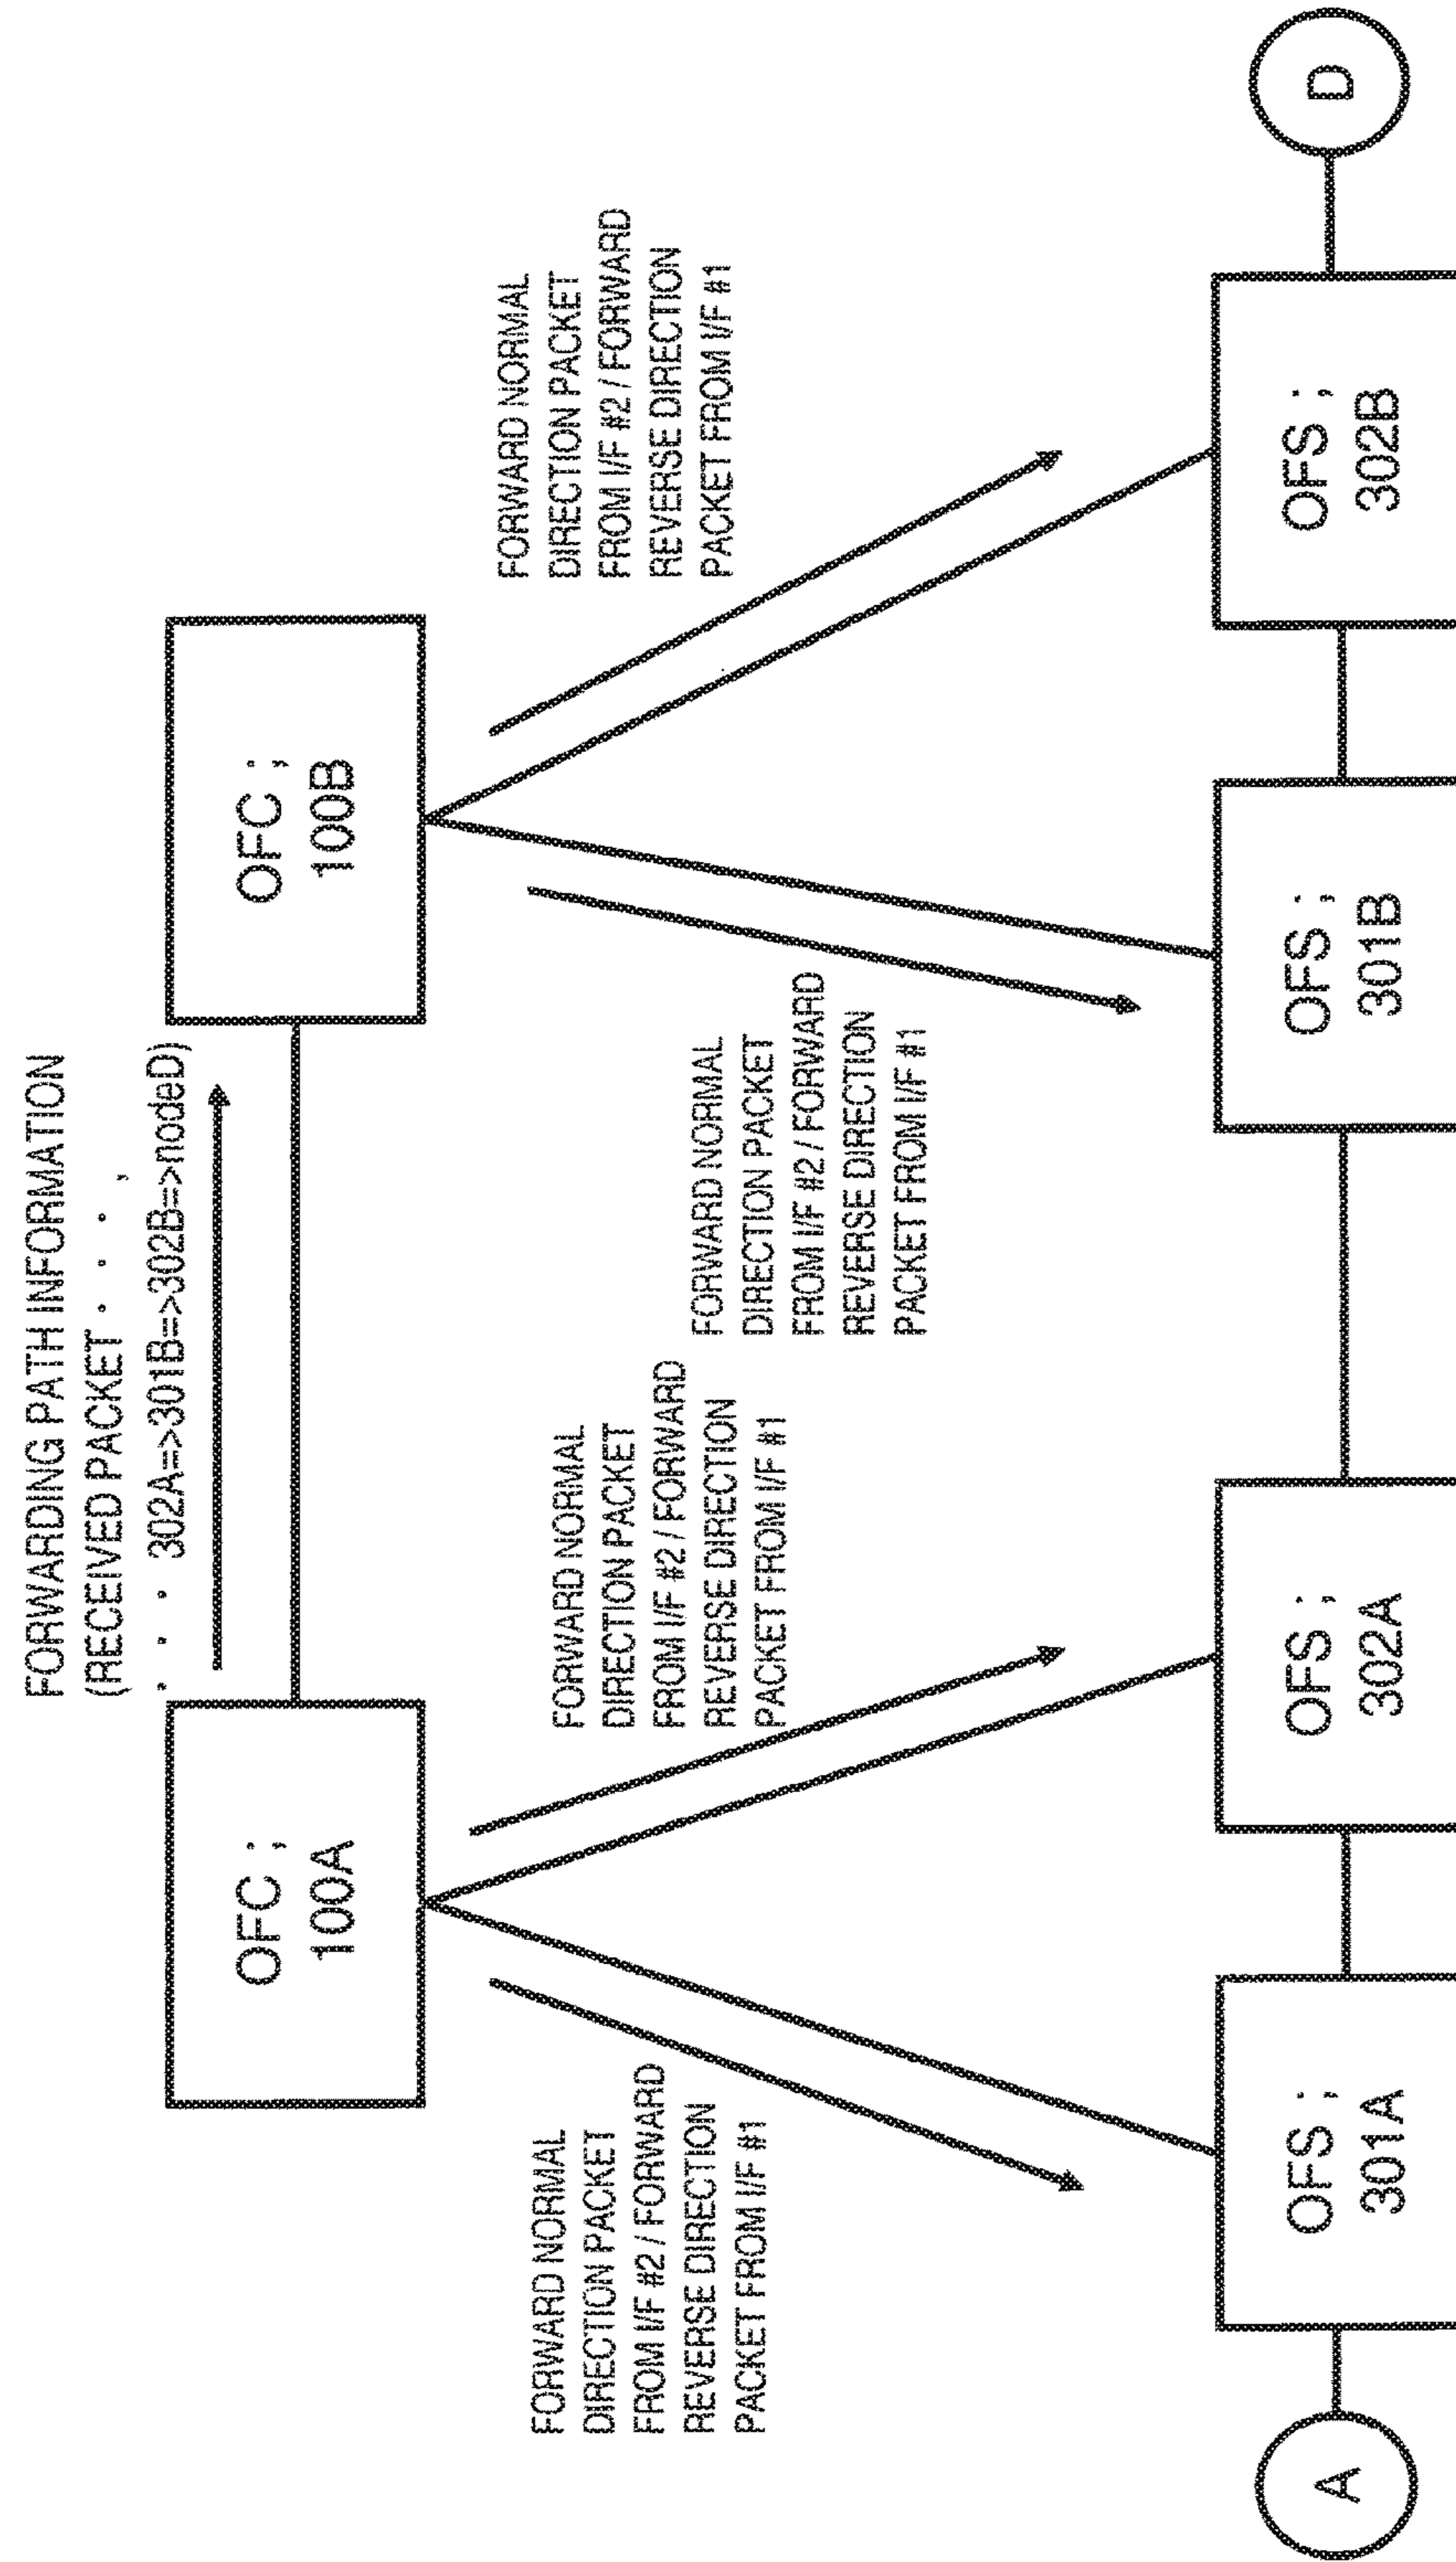 FORWARDING PATH INFORMATION
(RECEIVED PACKET · · · ,
· · · 302A=>301B=>302B=>nodeD)
OFC ;
100A
OFC ;
100B
FORWARD NORMAL
DIRECTION PACKET
FROM I/F #2 / FORWARD
REVERSE DIRECTION
PACKET FROM I/F #1
FORWARD NORMAL
DIRECTION PACKET
FROM I/F #2 / FORWARD
REVERSE DIRECTION
PACKET FROM I/F #1
FORWARD NORMAL
DIRECTION PACKET
FROM I/F #2 / FORWARD
REVERSE DIRECTION
PACKET FROM I/F #1
FORWARD NORMAL
DIRECTION PACKET
FROM I/F #2 / FORWARD
REVERSE DIRECTION
PACKET FROM I/F #1
A
OFS ;
301A
OFS ;
302A
OFS ;
301B
OFS ;
302B
D